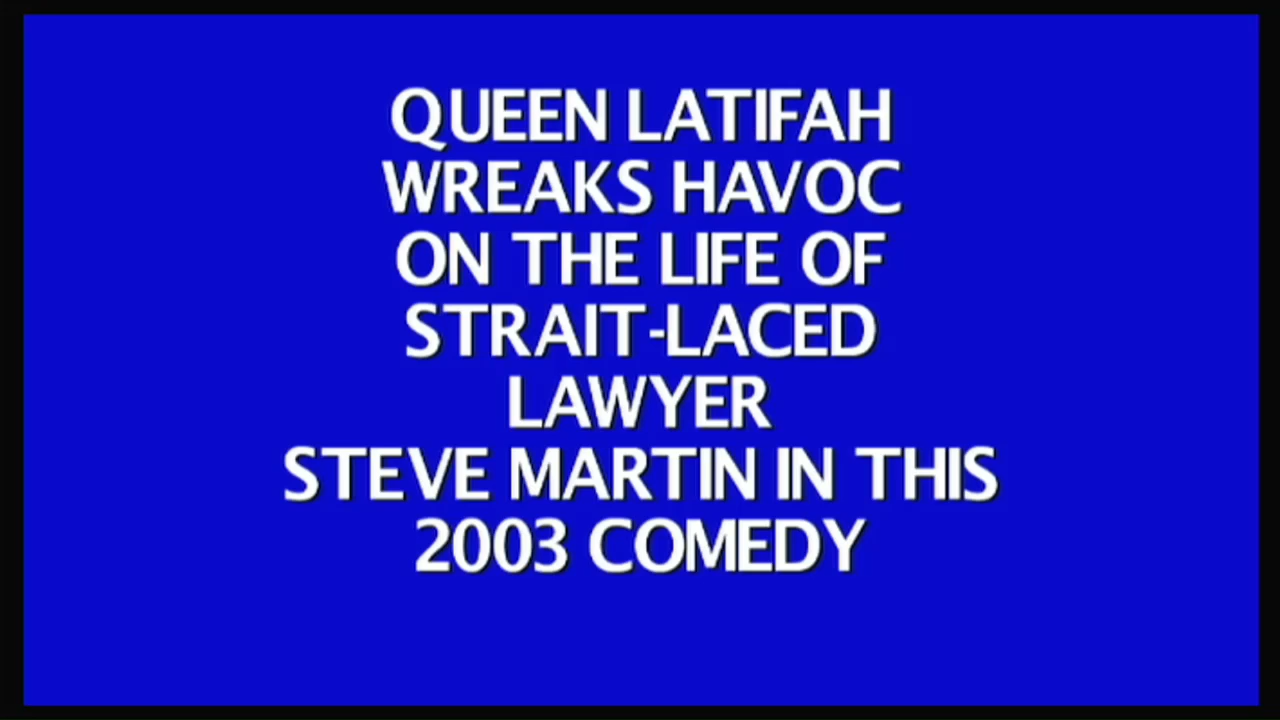 QUEEN LATIFAH
WREAKS HAVOC
ON THE LIFE OF
STRAIT-LACED
LAWYER
STEVE MARTIN IN THIS
2003 COMEDY